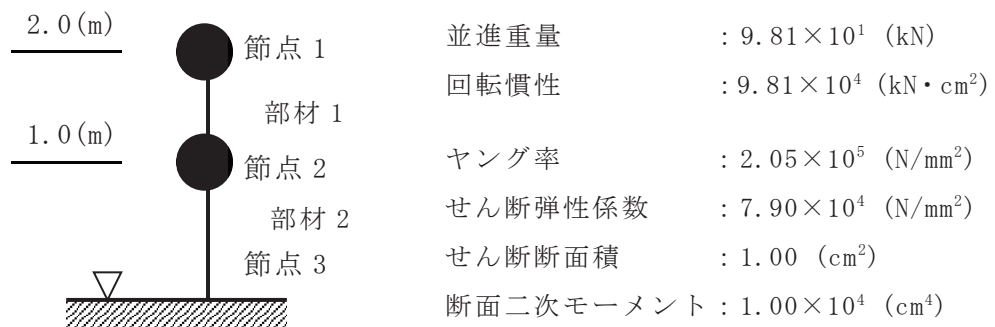 2.0(m)
節点 1
部材 1
1.0(m)
節点 2
部材 2
節点 3
並進重量 : 9.81×10¹ (kN)
回転慣性 : 9.81×10⁴ (kN・cm²)
ヤング率 : 2.05×10⁵ (N/mm²)
せん断弾性係数 : 7.90×10⁴ (N/mm²)
せん断断面積 : 1.00 (cm²)
断面二次モーメント : 1.00×10⁴ (cm⁴)